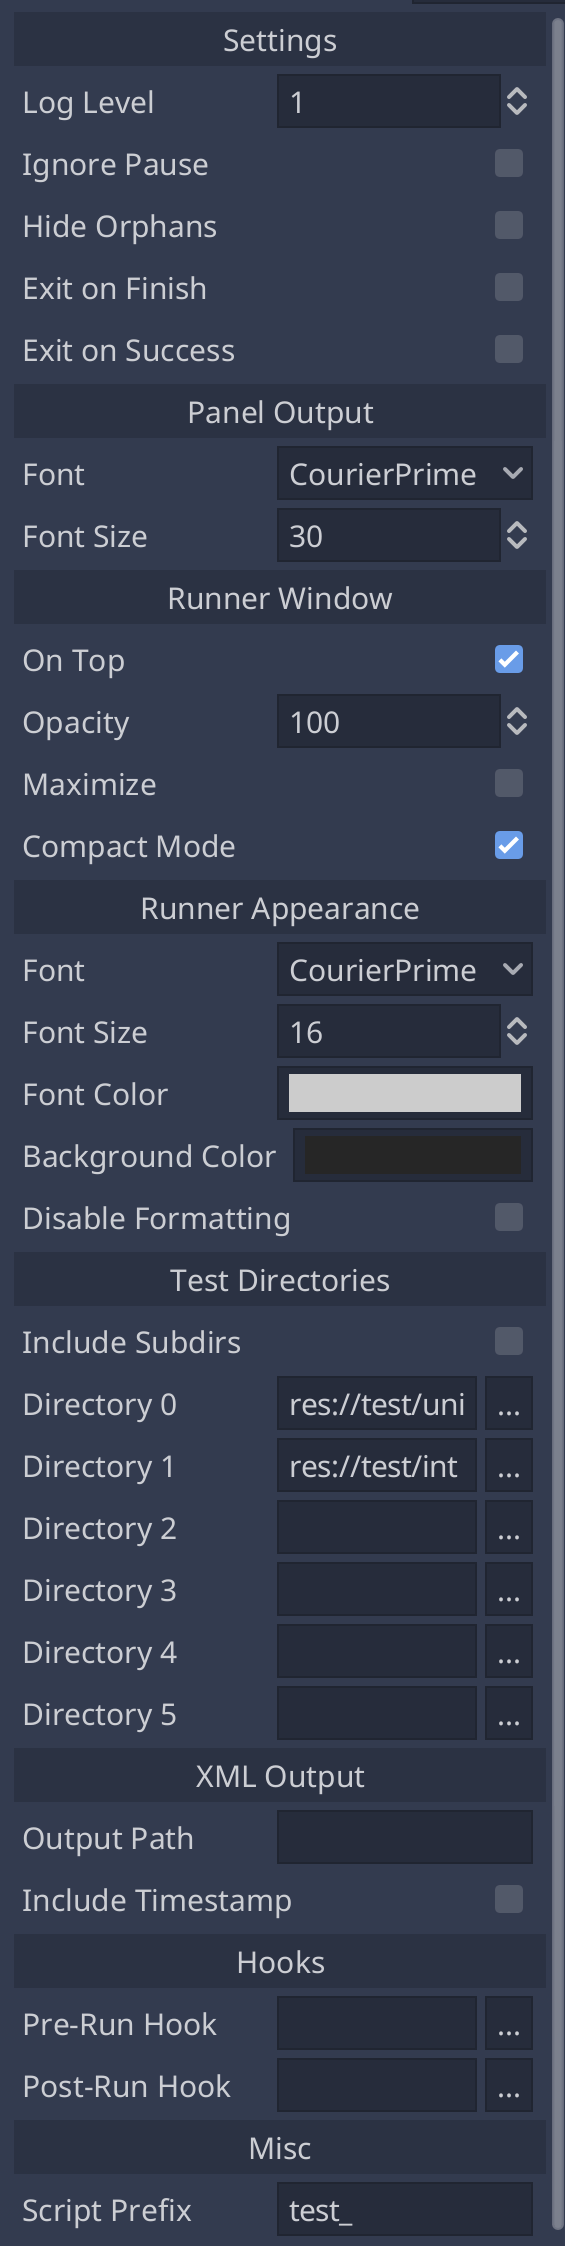 Settings
Log Level 1
Ignore Pause
Hide Orphans
Exit on Finish
Exit on Success
Panel Output
Font CourierPrime
Font Size 30
Runner Window
On Top
Opacity 100
Maximize
Compact Mode
Runner Appearance
Font CourierPrime
Font Size 16
Font Color
Background Color
Disable Formatting
Test Directories
Include Subdirs
Directory 0 res://test/uni ...
Directory 1 res://test/int ...
Directory 2 ...
Directory 3 ...
Directory 4 ...
Directory 5 ...
XML Output
Output Path
Include Timestamp
Hooks
Pre-Run Hook ...
Post-Run Hook ...
Misc
Script Prefix test_